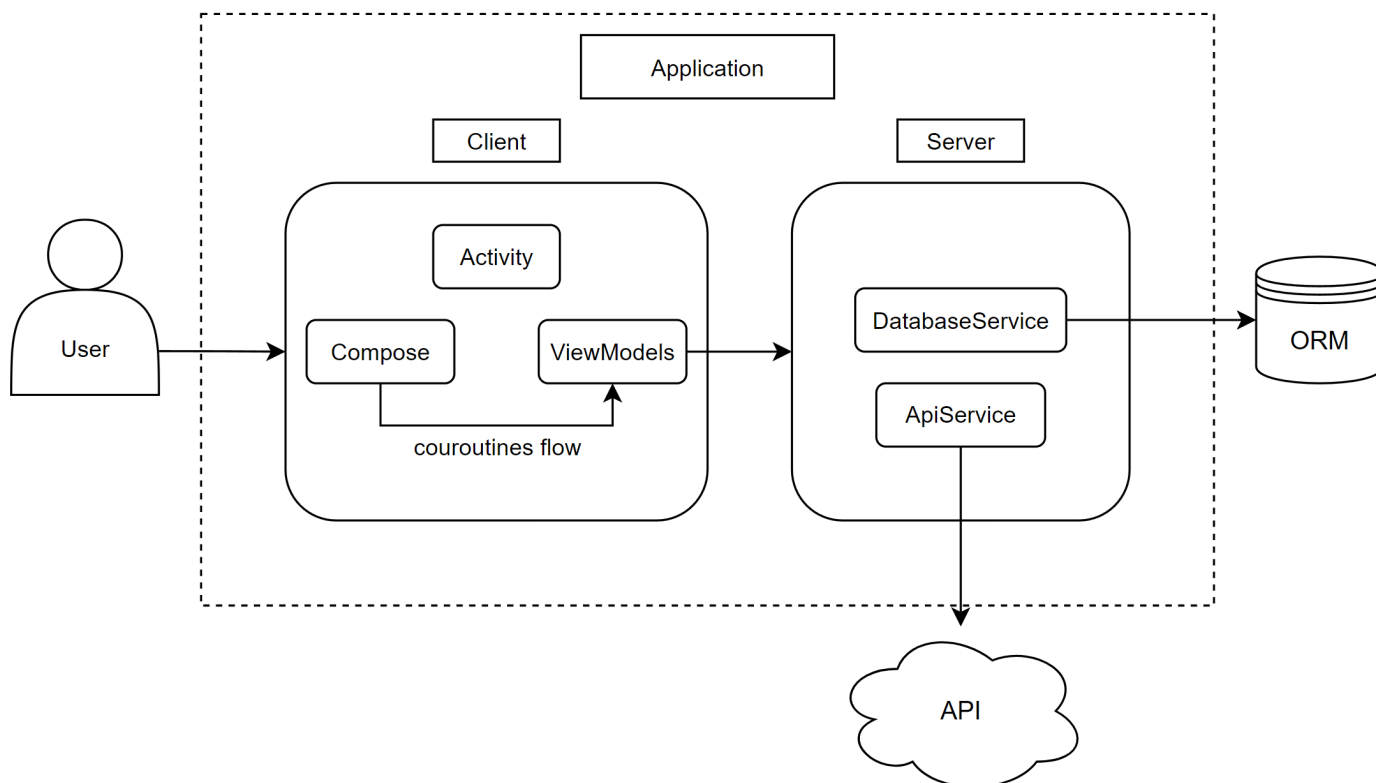 Application
Client
Server
Activity
User
Compose
ViewModels
DatabaseService
ORM
ApiService
couroutines flow
API